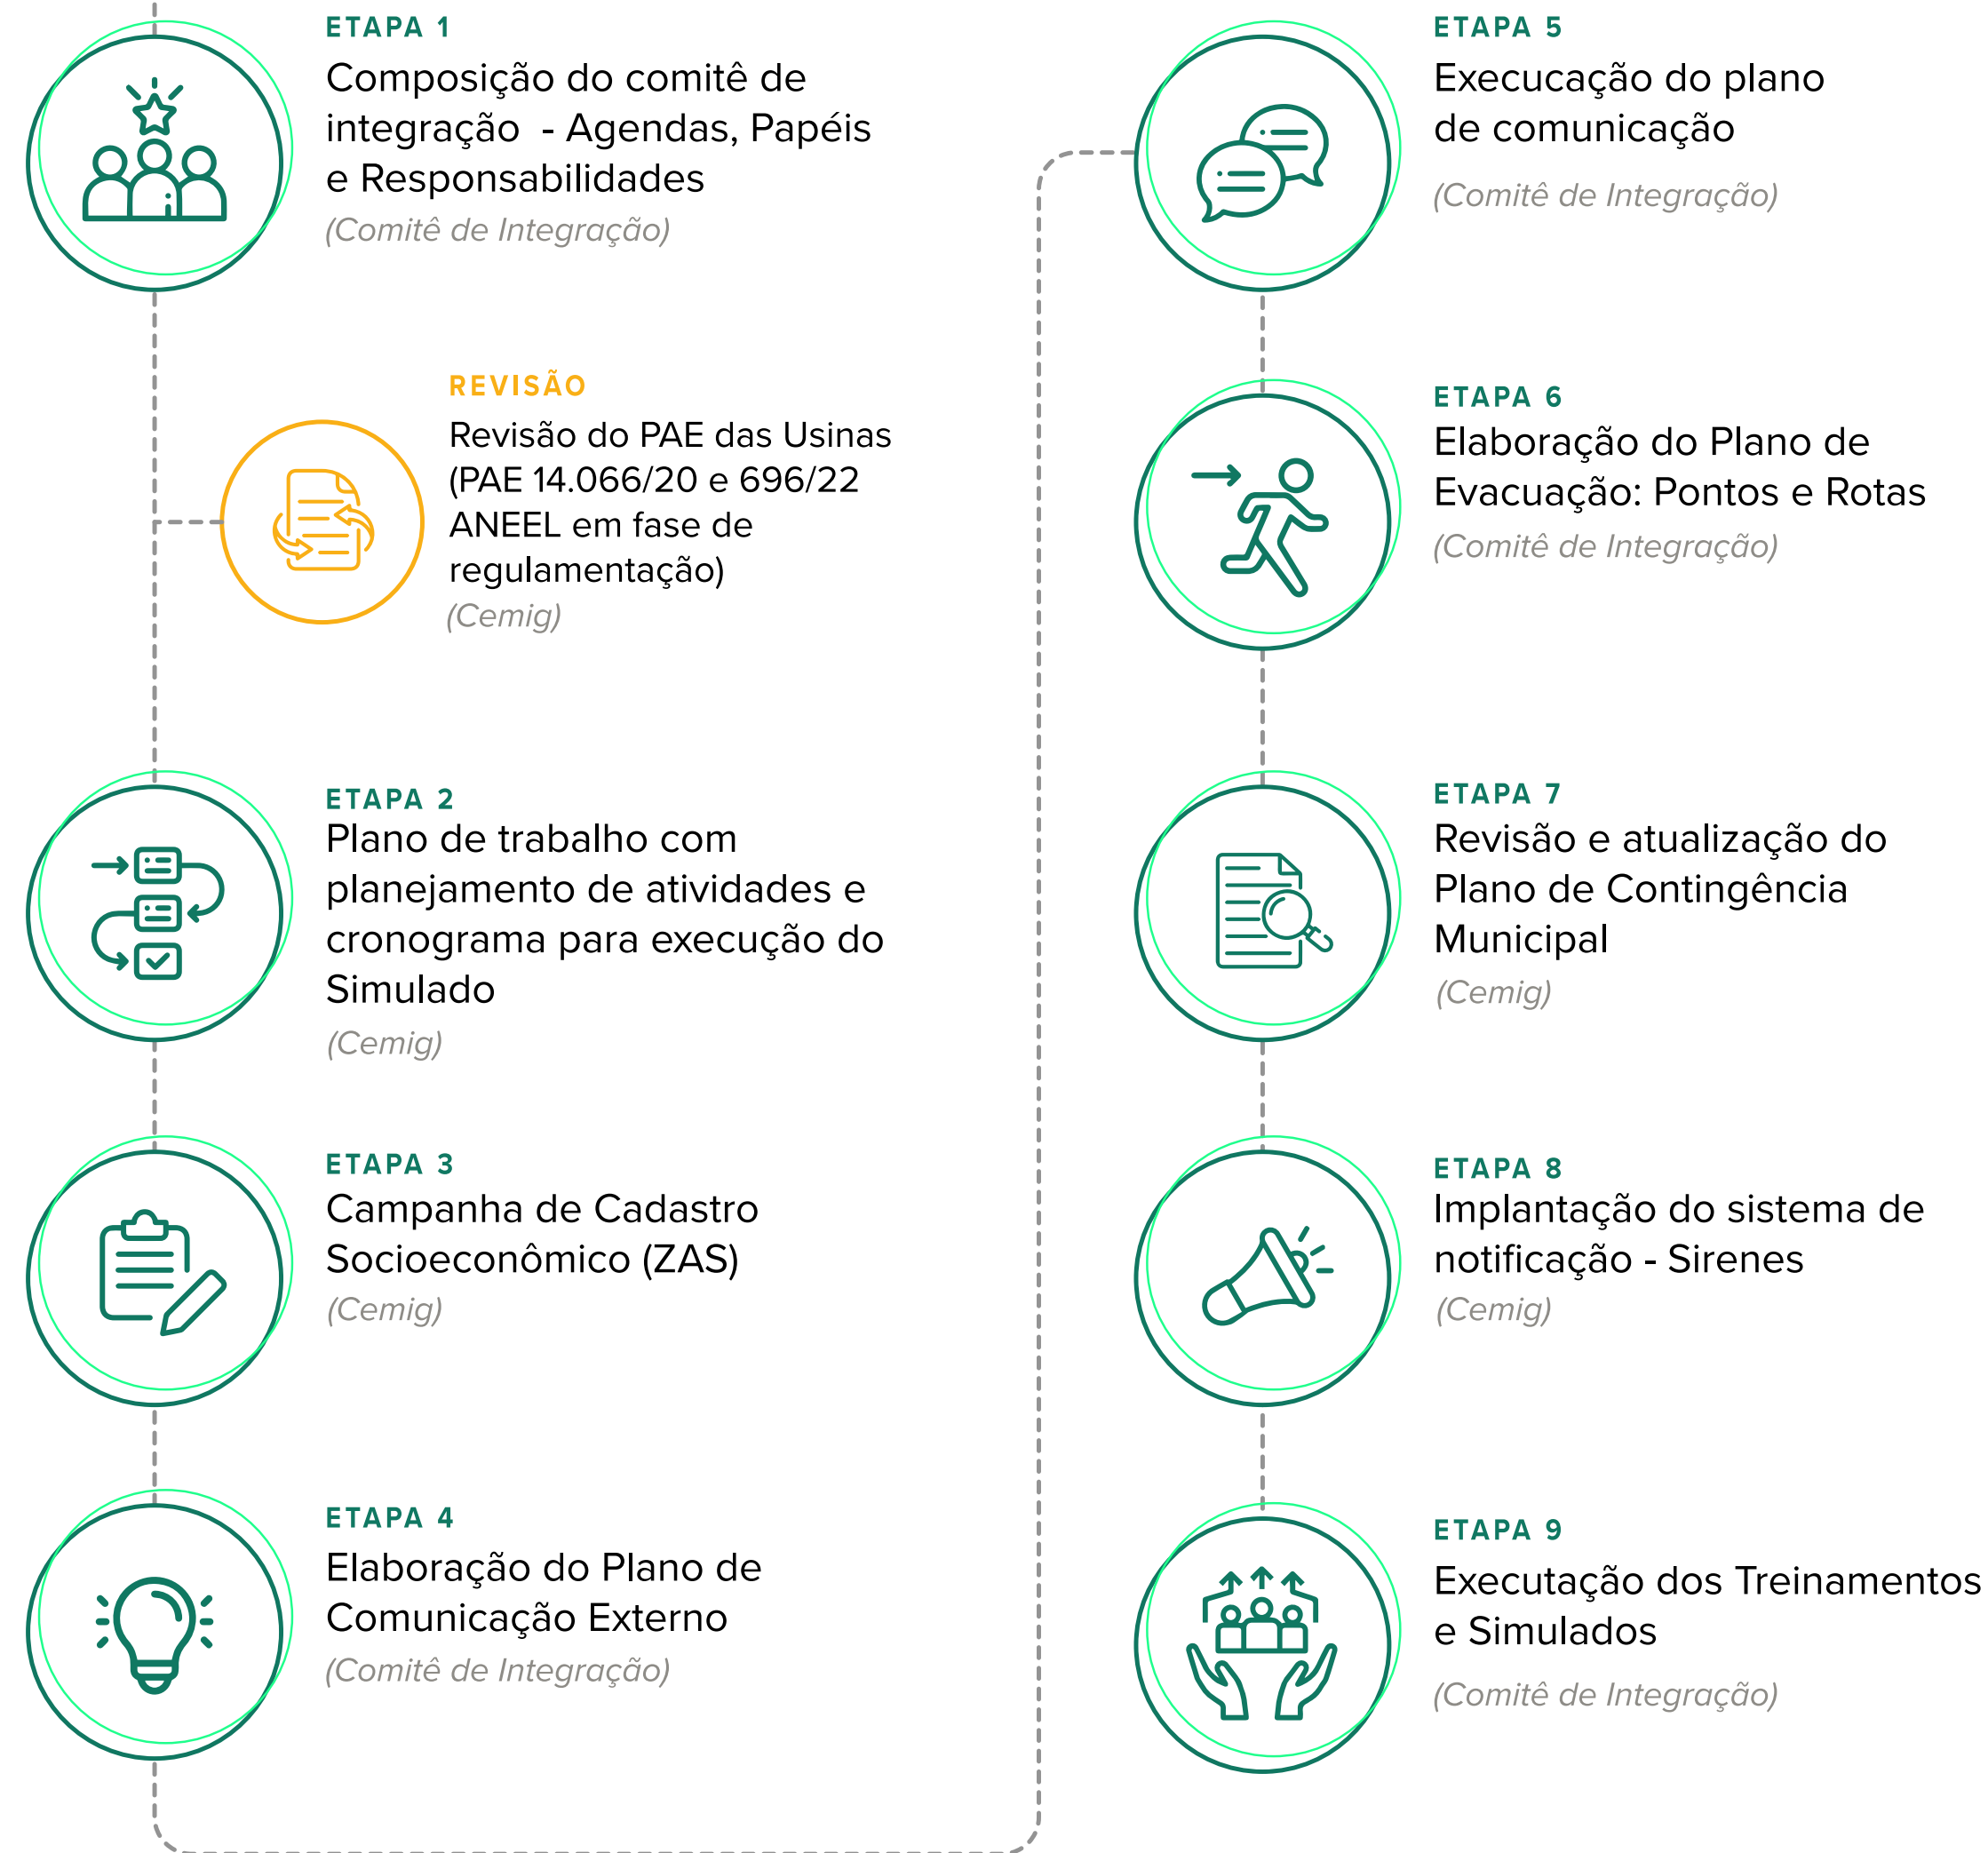 ETAPA 1
Composição do comitê de
integração - Agendas, Papéis
e Responsabilidades
(Comitê de Integração)
REVISÃO
Revisão do PAE das Usinas
(PAE 14.066/20 e 696/22
ANEEL em fase de
regulamentação)
(Cemig)
ETAPA 2
Plano de trabalho com
planejamento de atividades e
cronograma para execução do
Simulado
(Cemig)
ETAPA 3
Campanha de Cadastro
Socioeconômico (ZAS)
(Cemig)
ETAPA 4
Elaboração do Plano de
Comunicação Externo
(Comitê de Integração)
ETAPA 5
Execucação do plano
de comunicação
(Comitê de Integração)
ETAPA 6
Elaboração do Plano de
Evacuação: Pontos e Rotas
(Comitê de Integração)
ETAPA 7
Revisão e atualização do
Plano de Contingência
Municipal
(Cemig)
ETAPA 8
Implantação do sistema de
notificação - Sirenes
(Cemig)
ETAPA 9
Executação dos Treinamentos
e Simulados
(Comitê de Integração)